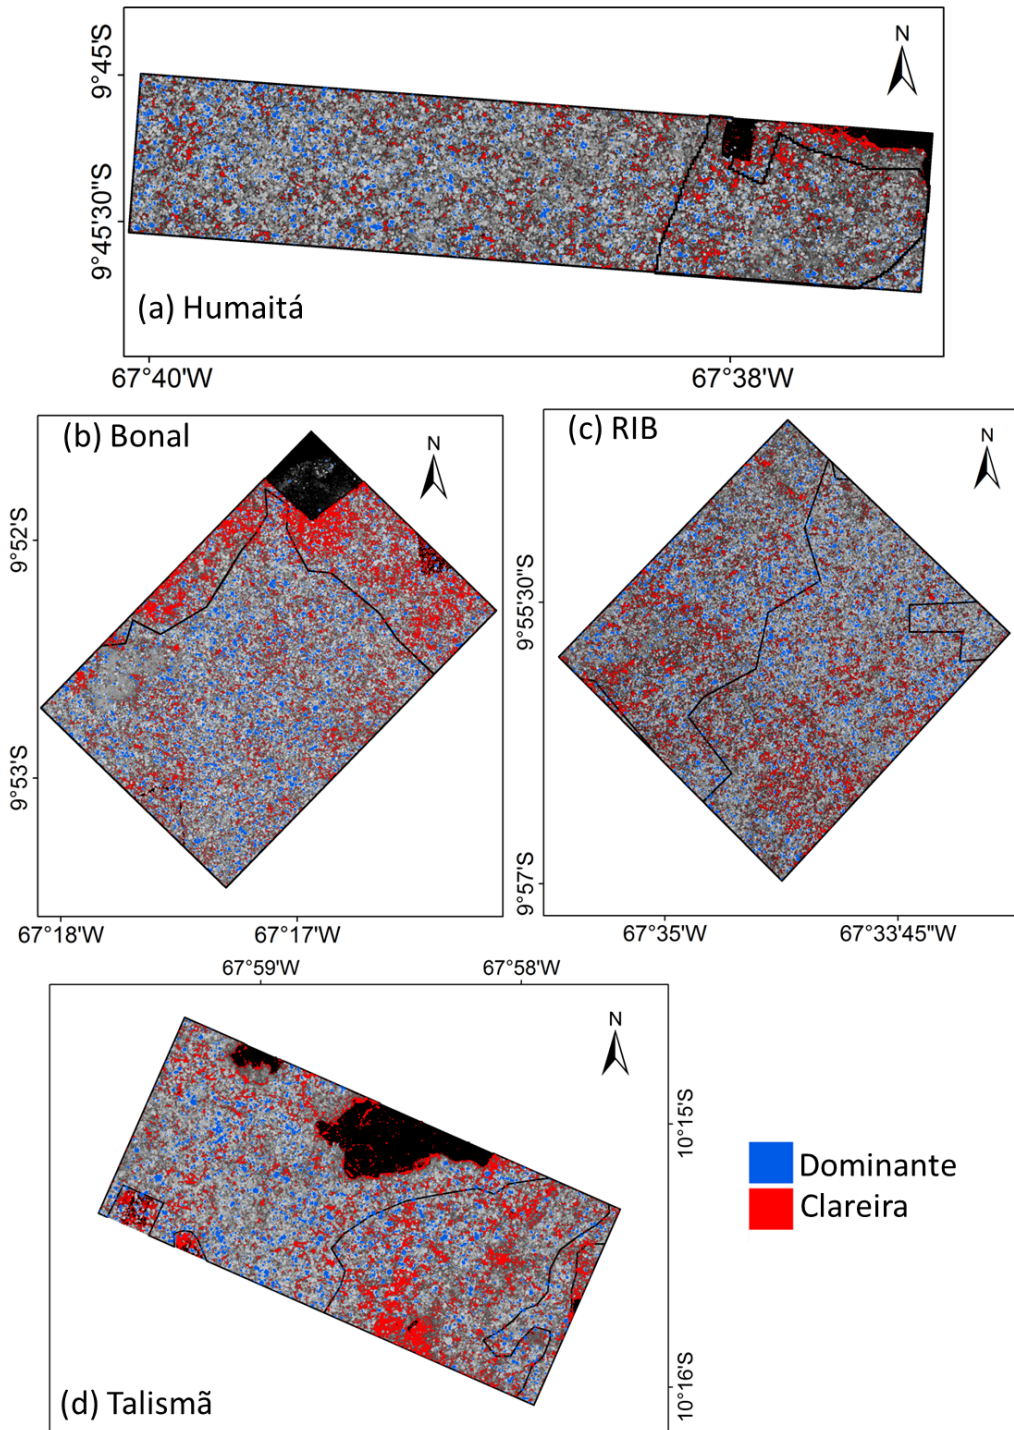 N
9°45'S
9°45'30"S
(a) Humaitá
67°40'W
67°38'W
(b) Bonal
N
9°52'S
9°53'S
67°18'W
67°17'W
(c) RIB
N
9°55'30"S
9°57'S
67°35'W
67°33'45"W
67°59'W
67°58'W
N
10°15'S
10°16'S
(d) Talismã
Dominante
Clareira